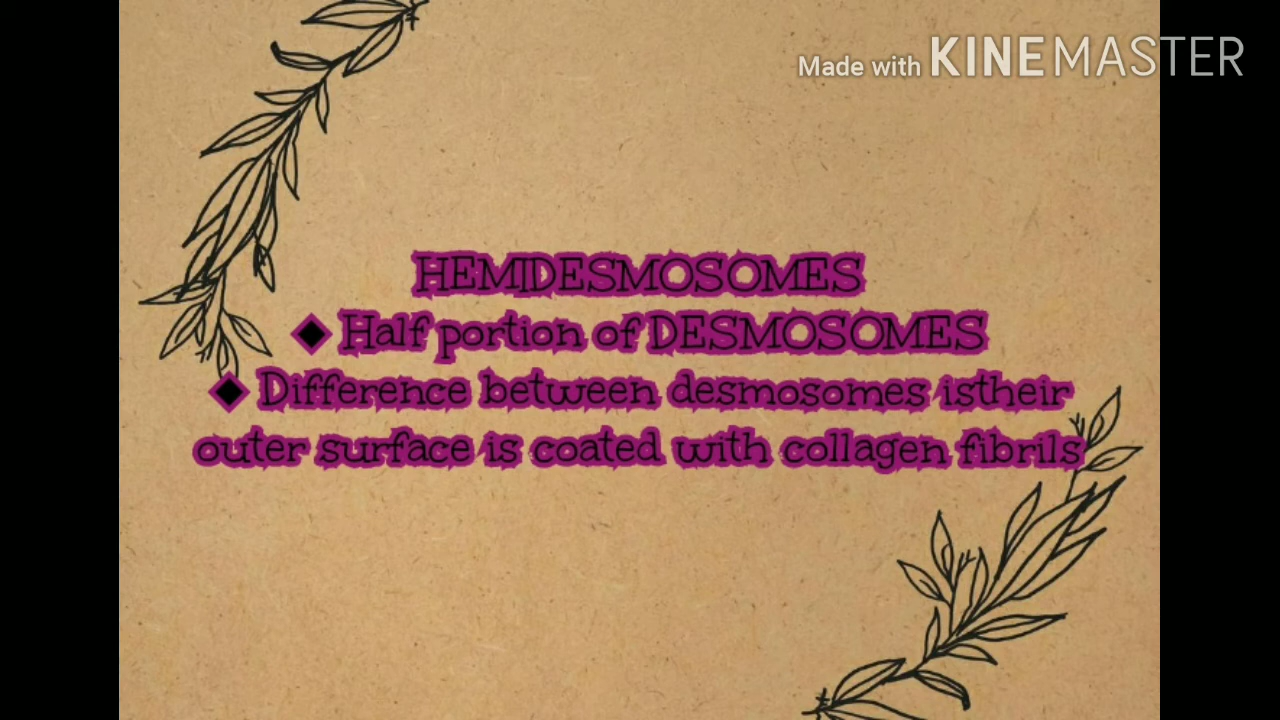 Made with KINEMASTER
HEMIDESMOSOMES
◆ Half portion of DESMOSOMES
◆ Difference between desmosomes istheir
outer surface is coated with collagen fibrils